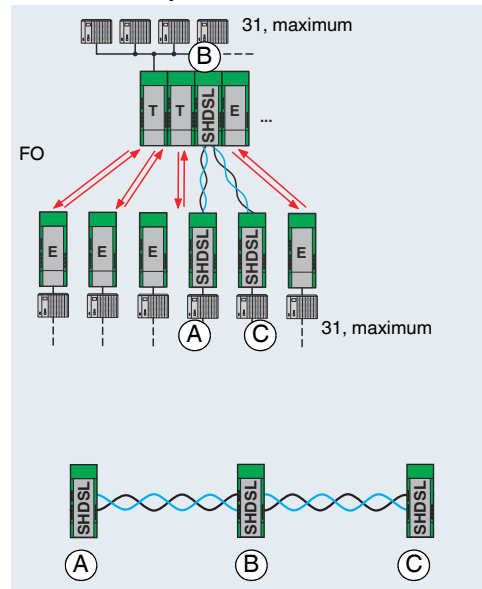 31, maximum
B
T T SHDSL E ...
FO
E E E SHDSL SHDSL E
A C 31, maximum
SHDSL SHDSL SHDSL
A B C